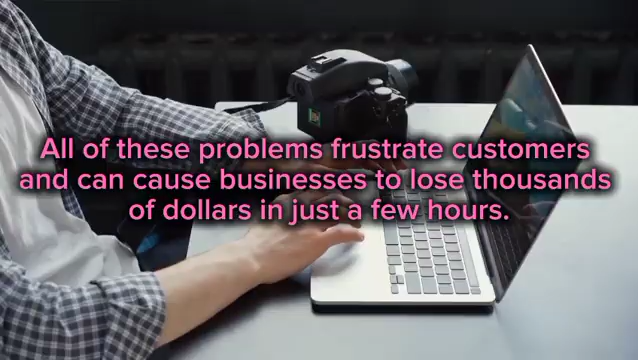 All of these problems frustrate customers
and can cause businesses to lose thousands
of dollars in just a few hours.